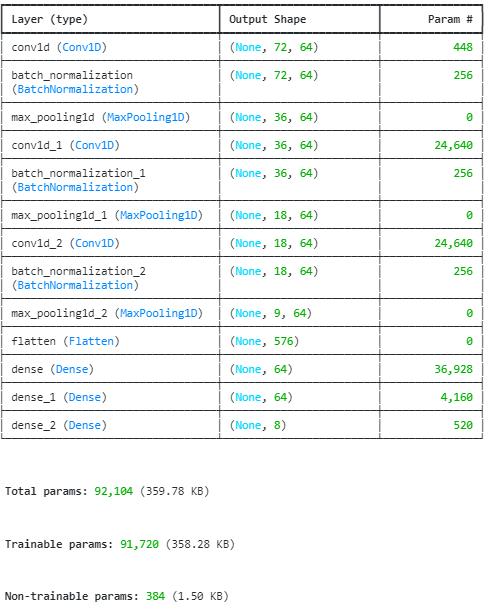 Layer (type) Output Shape Param #
conv1d (Conv1D) (None, 72, 64) 448
batch_normalization (None, 72, 64) 256
(BatchNormalization)
max_pooling1d (MaxPooling1D) (None, 36, 64) 0
conv1d_1 (Conv1D) (None, 36, 64) 24,640
batch_normalization_1 (None, 36, 64) 256
(BatchNormalization)
max_pooling1d_1 (MaxPooling1D) (None, 18, 64) 0
conv1d_2 (Conv1D) (None, 18, 64) 24,640
batch_normalization_2 (None, 18, 64) 256
(BatchNormalization)
max_pooling1d_2 (MaxPooling1D) (None, 9, 64) 0
flatten (Flatten) (None, 576) 0
dense (Dense) (None, 64) 36,928
dense_1 (Dense) (None, 64) 4,160
dense_2 (Dense) (None, 8) 520
Total params: 92,104 (359.78 KB)
Trainable params: 91,720 (358.28 KB)
Non-trainable params: 384 (1.50 KB)